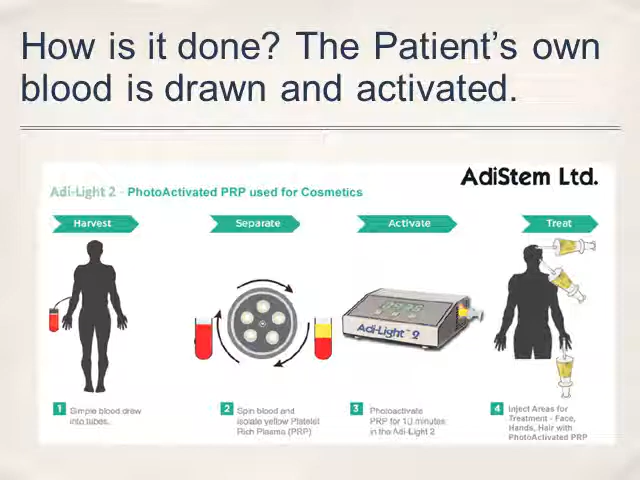 How is it done? The Patient's own
blood is drawn and activated.
AdiStem Ltd.
Adi-Light 2 - PhotoActivated PRP used for Cosmetics
Harvest
Separate
Activate
Treat
Adi-Light™ 2
1 Simple blood draw
into tubes.
2 Spin blood and
isolate yellow Platelet
Rich Plasma (PRP)
3 Photoactivate
PRP for 10 minutes
in the Adi-Light 2
4 Inject Areas for
Treatment - Face,
Hands, Hair with
PhotoActivated PRP